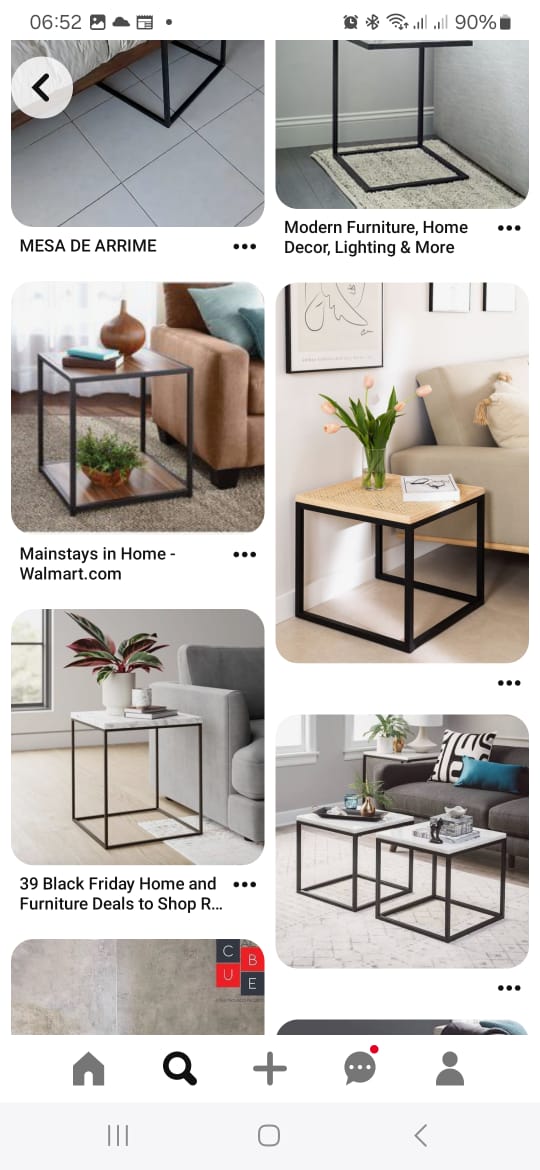 06:52
90%
MESA DE ARRIME
Modern Furniture, Home
Decor, Lighting & More
Mainstays in Home -
Walmart.com
39 Black Friday Home and
Furniture Deals to Shop R...
C
B
U
E